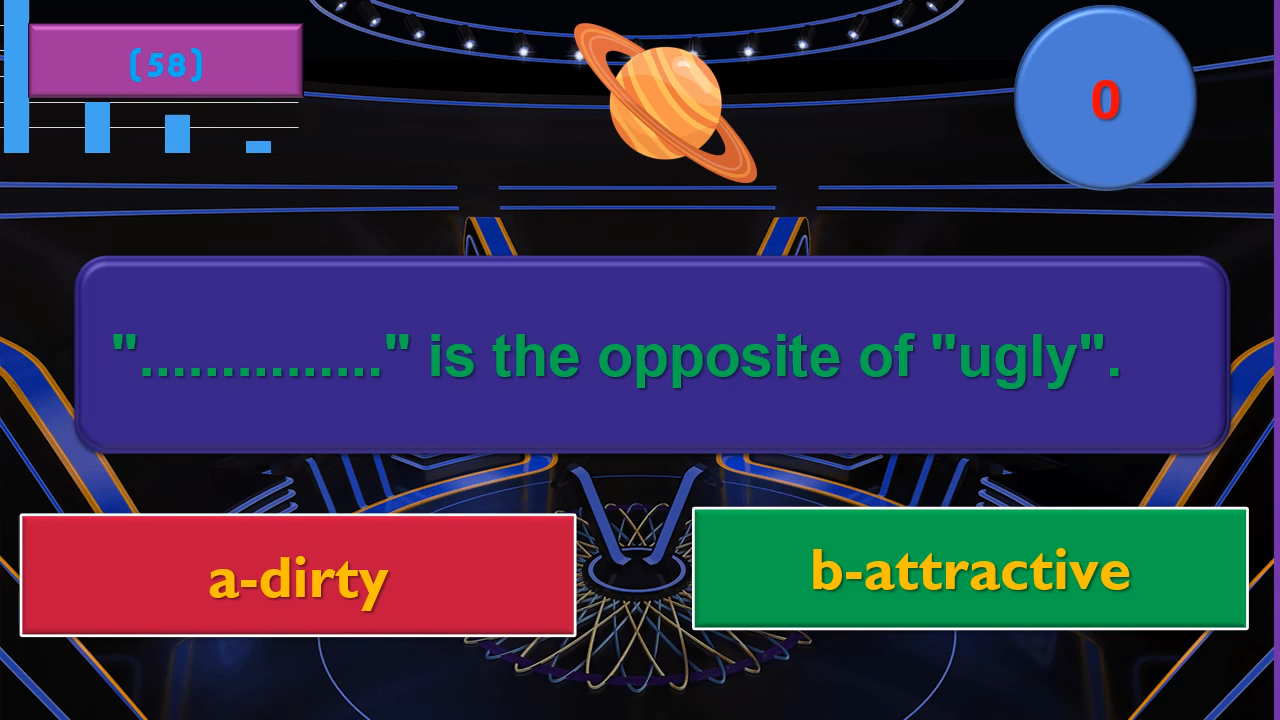 (58)
0
"..............." is the opposite of "ugly".
a-dirty
b-attractive